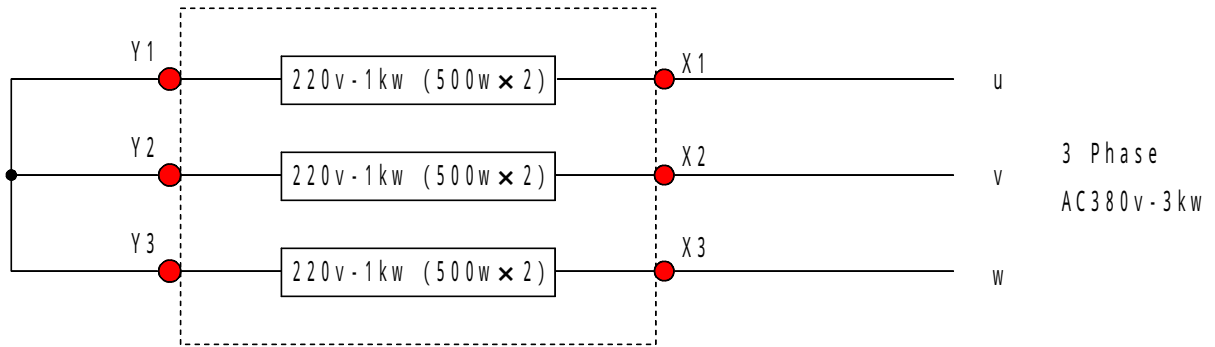 Y1
220v-1kw (500w×2)
X1
u
Y2
220v-1kw (500w×2)
X2
v
3 Phase
AC380v-3kw
Y3
220v-1kw (500w×2)
X3
w